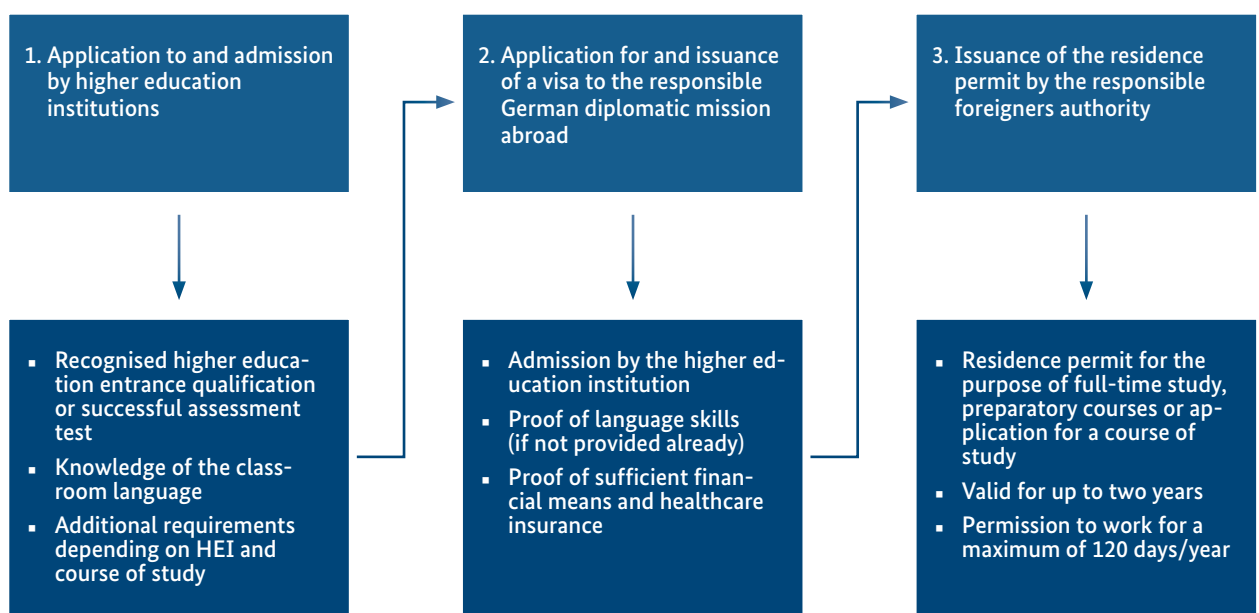 1. Application to and admission
by higher education
institutions
▪ Recognised higher educa-
tion entrance qualification
or successful assessment
test
▪ Knowledge of the class-
room language
▪ Additional requirements
depending on HEI and
course of study
2. Application for and issuance
of a visa to the responsible
German diplomatic mission
abroad
▪ Admission by the higher ed-
ucation institution
▪ Proof of language skills
(if not provided already)
▪ Proof of sufficient finan-
cial means and healthcare
insurance
3. Issuance of the residence
permit by the responsible
foreigners authority
▪ Residence permit for the
purpose of full-time study,
preparatory courses or ap-
plication for a course of
study
▪ Valid for up to two years
▪ Permission to work for a
maximum of 120 days/year